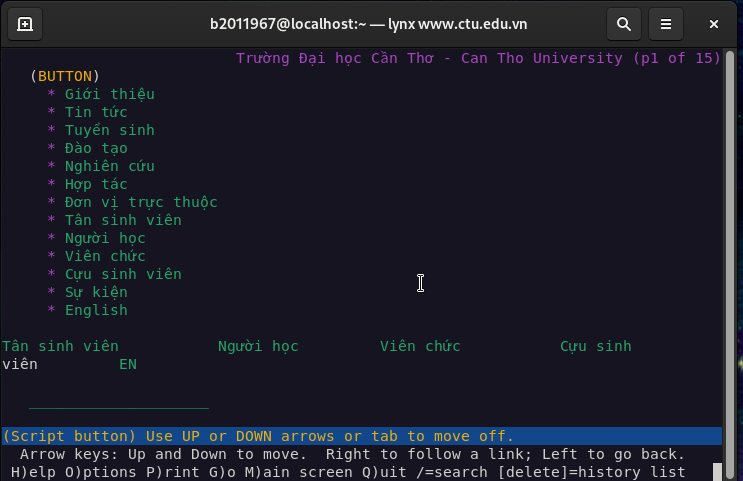 b2011967@localhost:~ — lynx www.ctu.edu.vn
Trường Đại học Cần Thơ - Can Tho University (p1 of 15)
(BUTTON)
* Giới thiệu
* Tin tức
* Tuyển sinh
* Đào tạo
* Nghiên cứu
* Hợp tác
* Đơn vị trực thuộc
* Tân sinh viên
* Người học
* Viên chức
* Cựu sinh viên
* Sự kiện
* English
Tân sinh viên Người học Viên chức Cựu sinh
viên EN
____________________
(Script button) Use UP or DOWN arrows or tab to move off.
Arrow keys: Up and Down to move. Right to follow a link; Left to go back.
H)elp O)ptions P)rint G)o M)ain screen Q)uit /=search [delete]=history list